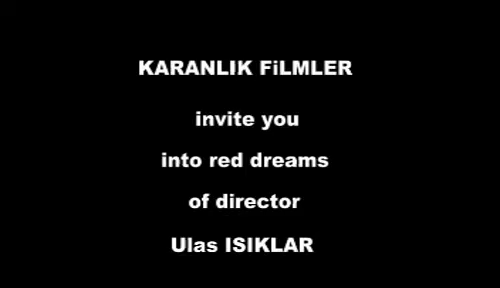 KARANLIK FiLMLER
invite you
into red dreams
of director
Ulas ISIKLAR